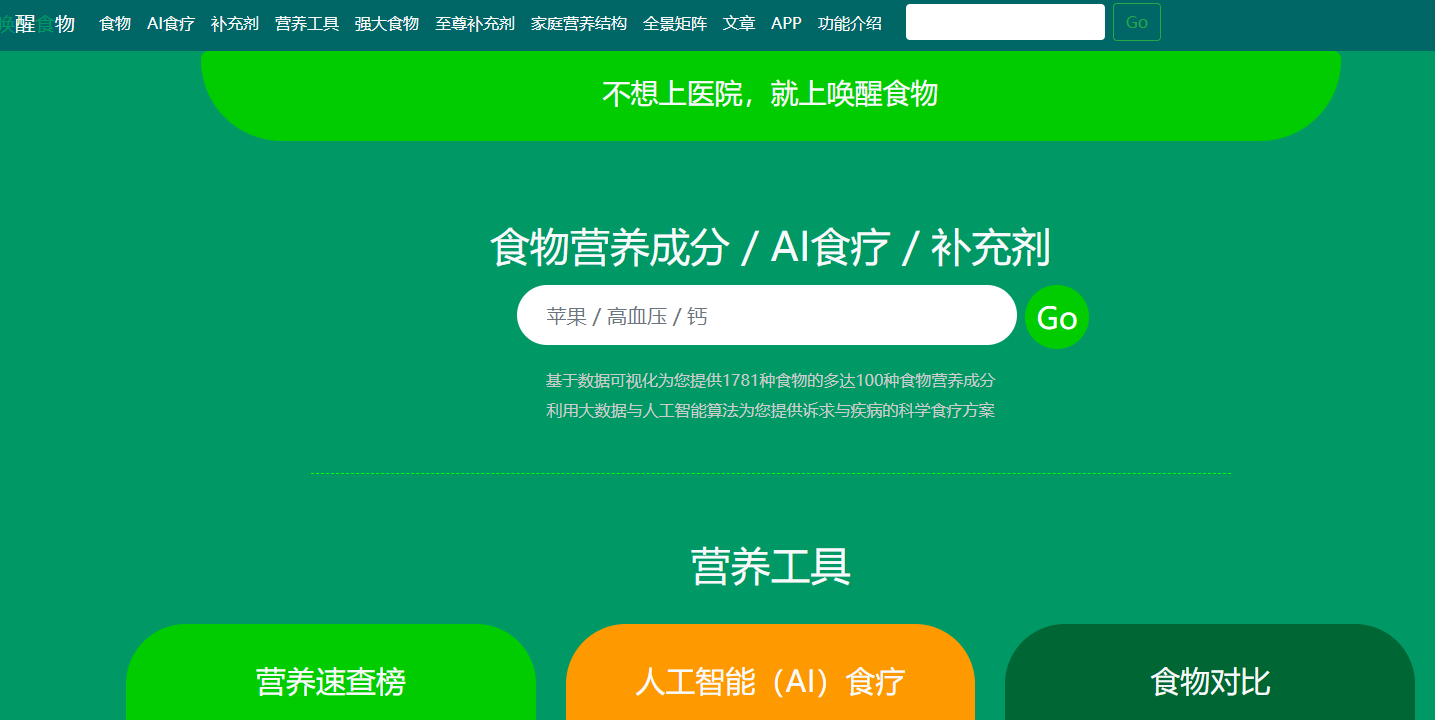 唤醒食物 食物 AI食疗 补充剂 营养工具 强大食物 至尊补充剂 家庭营养结构 全景矩阵 文章 APP 功能介绍 Go
不想上医院，就上唤醒食物
食物营养成分 / AI食疗 / 补充剂
苹果 / 高血压 / 钙 Go
基于数据可视化为您提供1781种食物的多达100种食物营养成分
利用大数据与人工智能算法为您提供诉求与疾病的科学食疗方案
营养工具
营养速查榜 人工智能（AI）食疗 食物对比